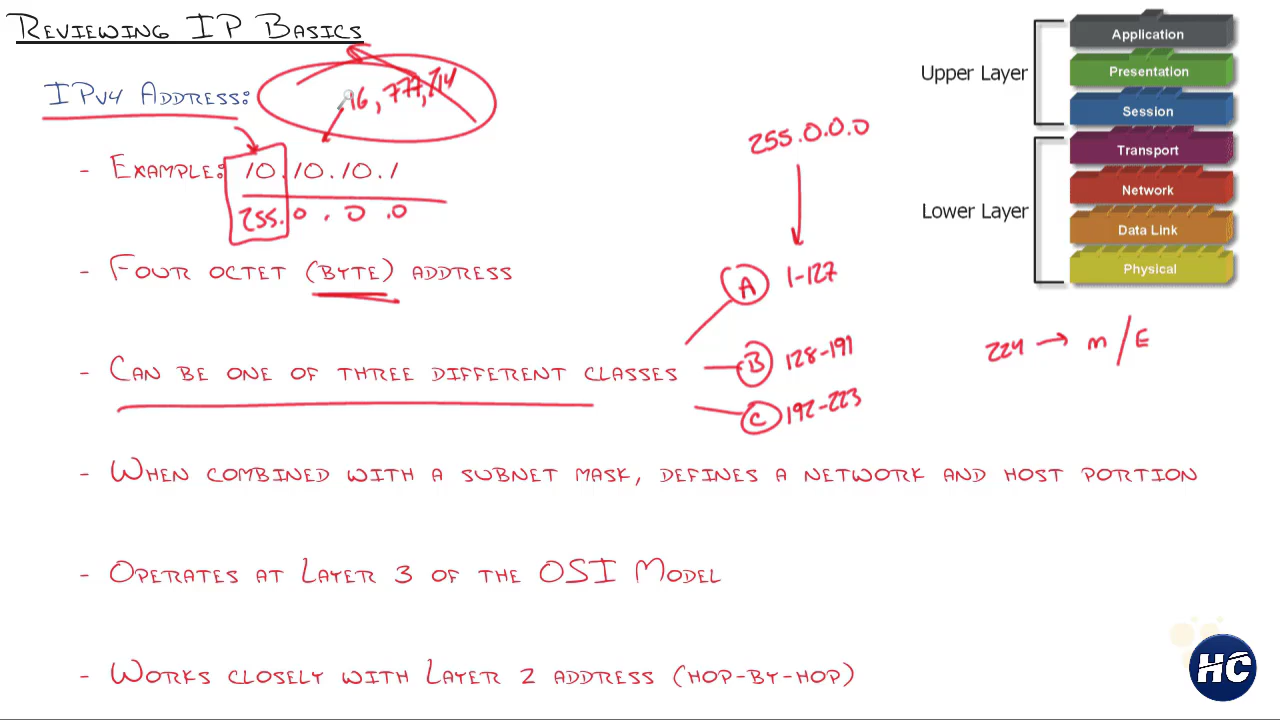 REVIEWING IP BASICS
IPV4 ADDRESS:
16,777,214
- EXAMPLE: 10.10.10.1
255.0.0.0
- FOUR OCTET (BYTE) ADDRESS
- CAN BE ONE OF THREE DIFFERENT CLASSES
255.0.0.0
A 1-127
B 128-191
C 192-223
- WHEN COMBINED WITH A SUBNET MASK, DEFINES A NETWORK AND HOST PORTION
- OPERATES AT LAYER 3 OF THE OSI MODEL
- WORKS CLOSELY WITH LAYER 2 ADDRESS (HOP-BY-HOP)
Upper Layer
Application
Presentation
Session
Lower Layer
Transport
Network
Data Link
Physical
224 → m/E
HC